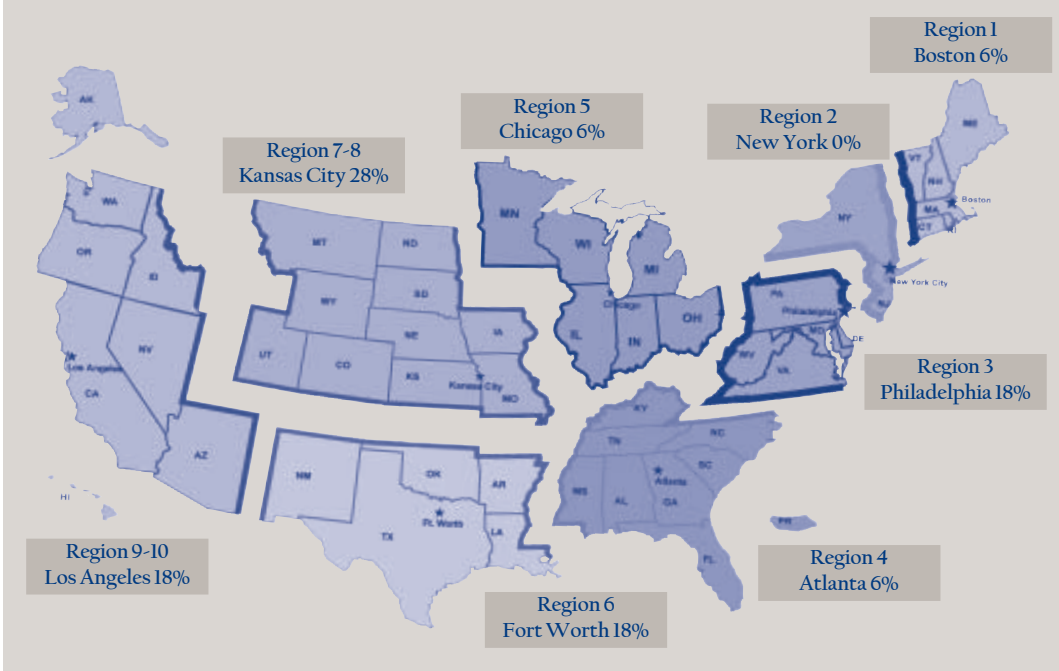 Region 1
Boston 6%
Region 5
Chicago 6%
Region 2
New York 0%
Region 7-8
Kansas City 28%
Region 3
Philadelphia 18%
Region 9-10
Los Angeles 18%
Region 4
Atlanta 6%
Region 6
Fort Worth 18%
AK
WA
OR
ID
NV
CA
Los Angeles
AZ
HI
MT
ND
WY
SD
NE
IA
UT
CO
KS
Kansas City
MO
MN
WI
MI
Chicago
IL
IN
OH
NY
New York City
NJ
ME
VT
NH
MA
Boston
CT
RI
PA
Philadelphia
MD
DE
WV
VA
NM
OK
AR
TX
Ft. Worth
LA
KY
TN
NC
SC
MS
AL
GA
Atlanta
FL
PR